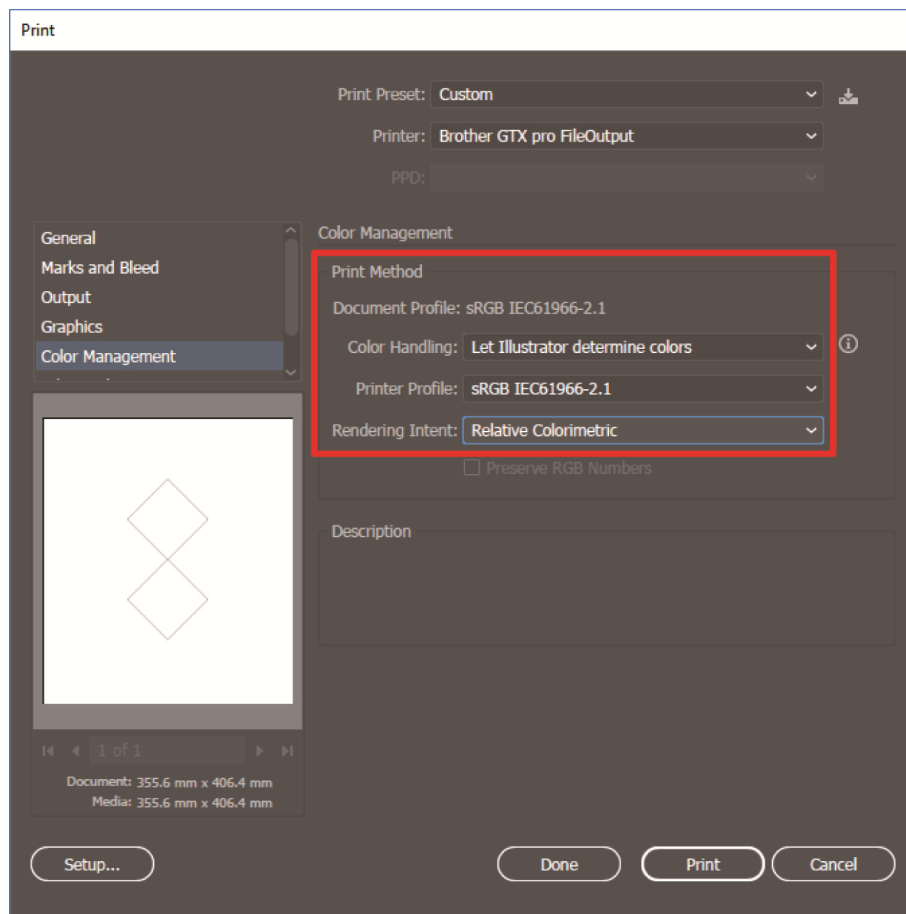 Print
Print Preset: Custom
Printer: Brother GTX pro FileOutput
PPD:
General
Marks and Bleed
Output
Graphics
Color Management
Color Management
Print Method
Document Profile: sRGB IEC61966-2.1
Color Handling: Let Illustrator determine colors
Printer Profile: sRGB IEC61966-2.1
Rendering Intent: Relative Colorimetric
Preserve RGB Numbers
Description
1 of 1
Document: 355.6 mm x 406.4 mm
Media: 355.6 mm x 406.4 mm
Setup...
Done
Print
Cancel